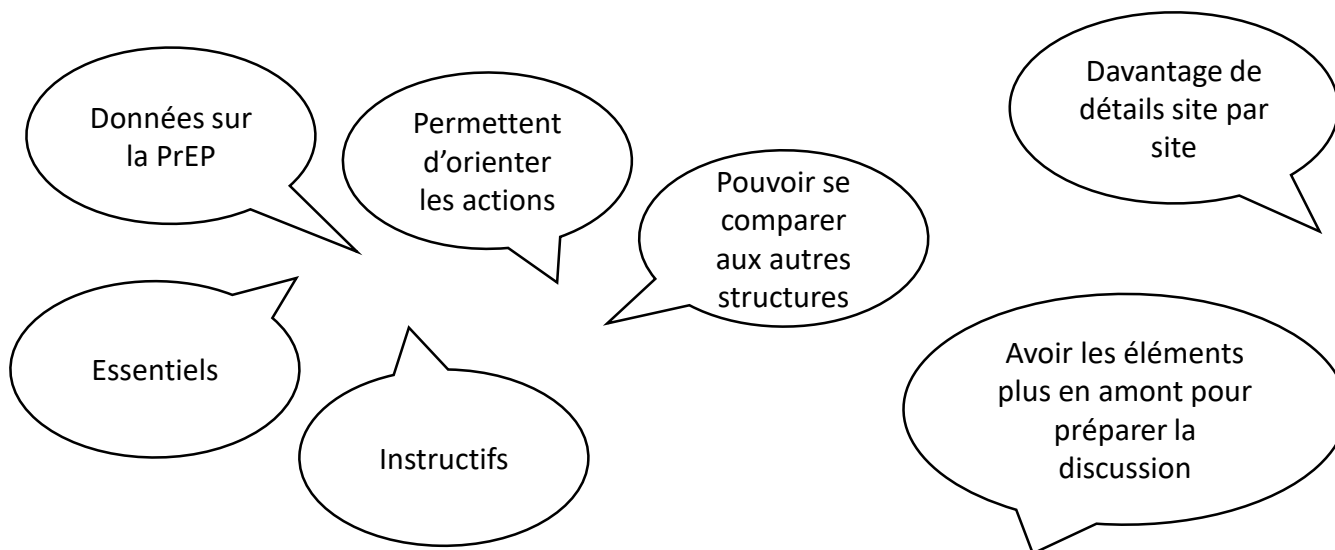 Données sur
la PrEP
Permettent
d’orienter
les actions
Pouvoir se
comparer
aux autres
structures
Davantage de
détails site par
site
Essentiels
Instructifs
Avoir les éléments
plus en amont pour
préparer la
discussion